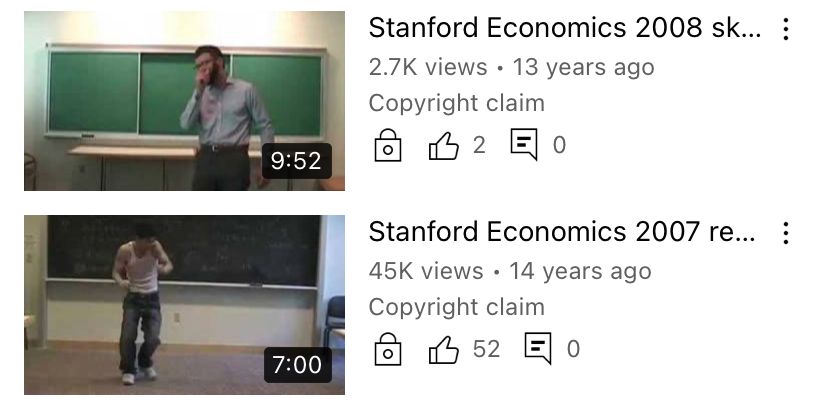 Stanford Economics 2008 sk...
2.7K views • 13 years ago
Copyright claim
2 0
9:52
Stanford Economics 2007 re...
45K views • 14 years ago
Copyright claim
52 0
7:00